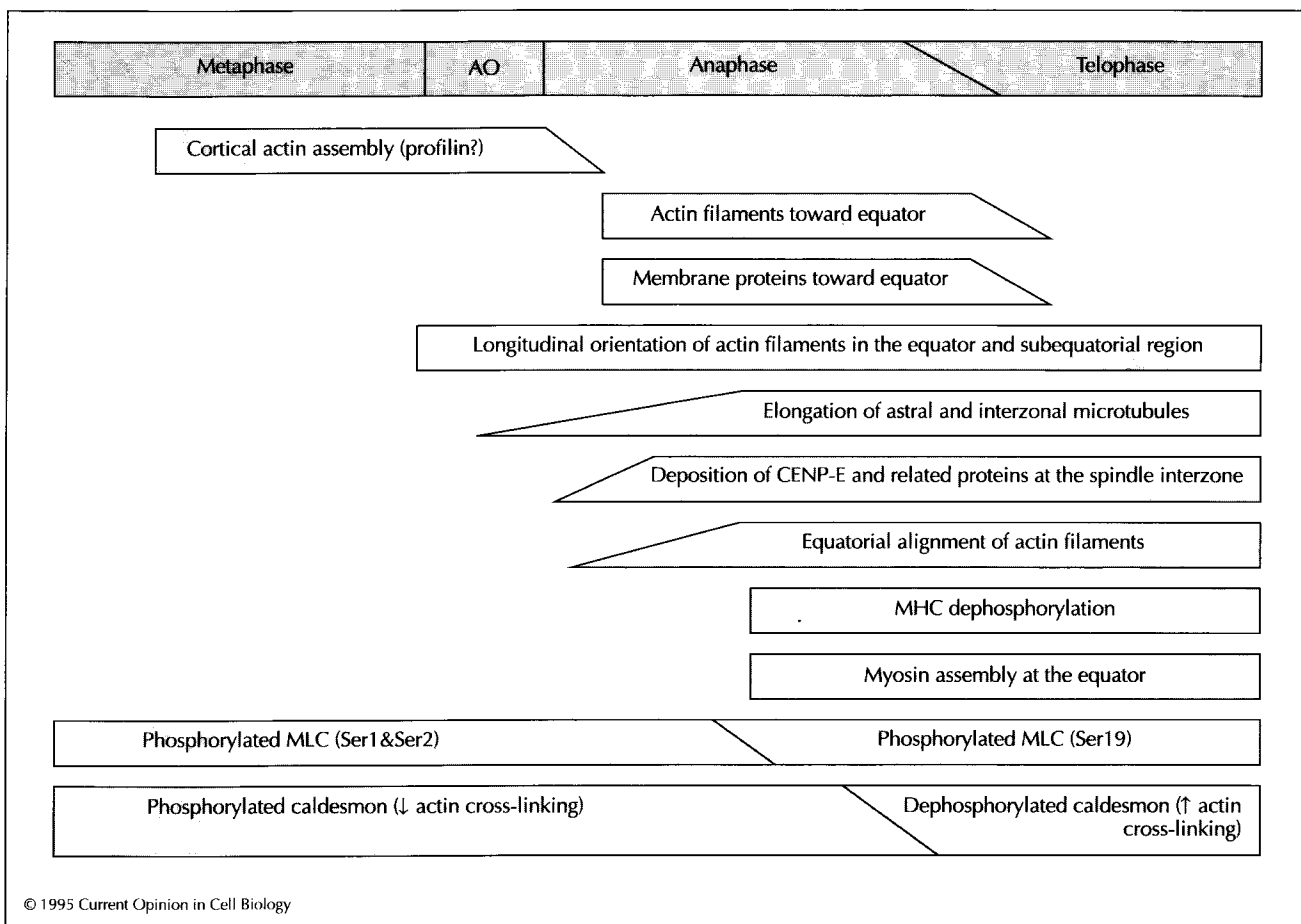 Metaphase AO Anaphase Telophase
Cortical actin assembly (profilin?)
Actin filaments toward equator
Membrane proteins toward equator
Longitudinal orientation of actin filaments in the equator and subequatorial region
Elongation of astral and interzonal microtubules
Deposition of CENP-E and related proteins at the spindle interzone
Equatorial alignment of actin filaments
MHC dephosphorylation
Myosin assembly at the equator
Phosphorylated MLC (Ser1&Ser2) Phosphorylated MLC (Ser19)
Phosphorylated caldesmon (↓ actin cross-linking) Dephosphorylated caldesmon (↑ actin
cross-linking)
© 1995 Current Opinion in Cell Biology